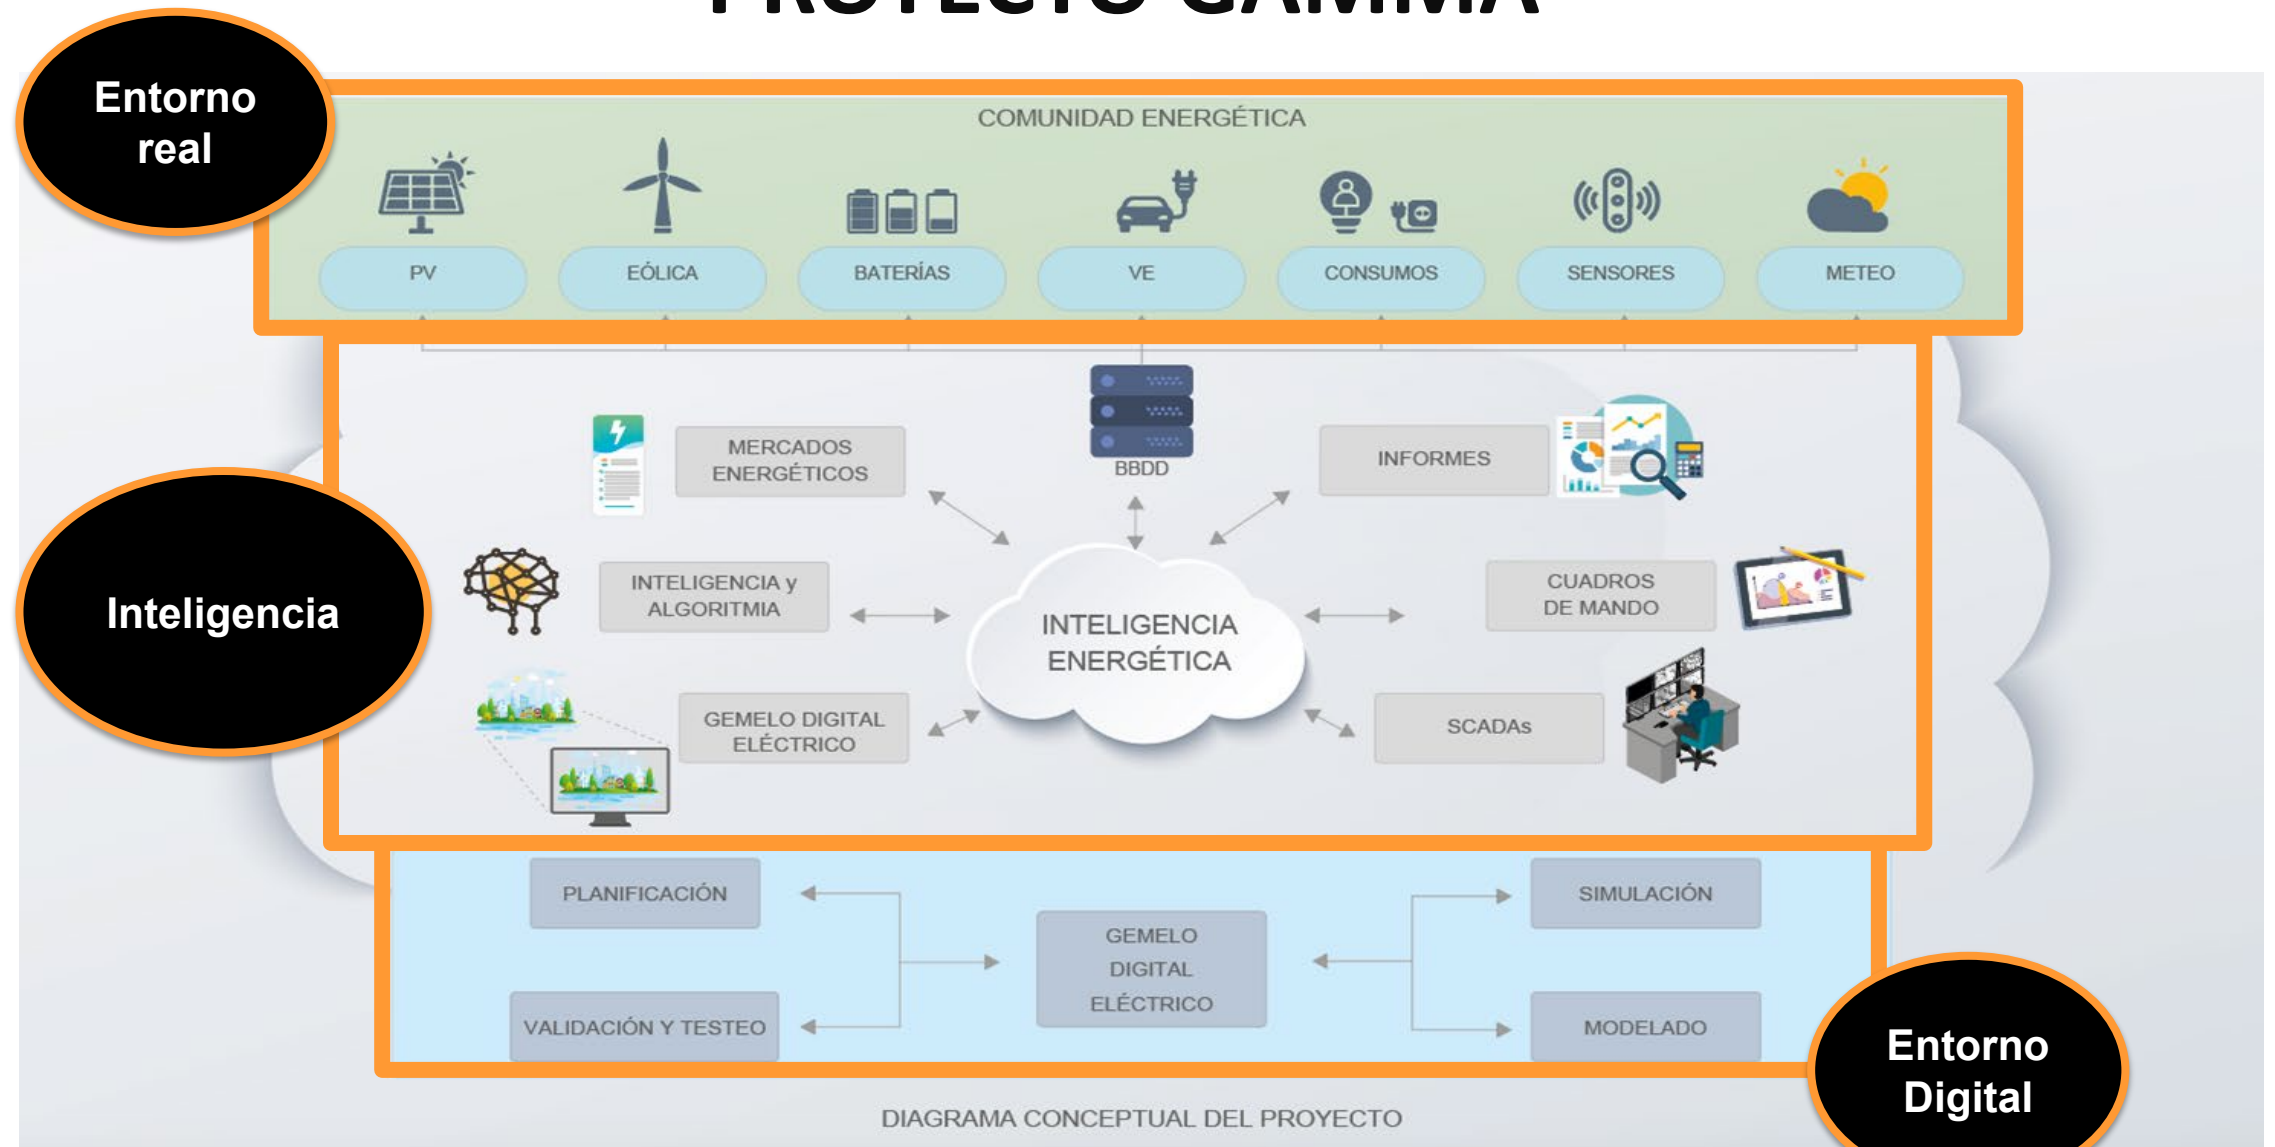 PROYECTO GAMMA
Entorno
real
COMUNIDAD ENERGÉTICA
PV
EÓLICA
BATERÍAS
VE
CONSUMOS
SENSORES
METEO
MERCADOS
ENERGÉTICOS
BBDD
INFORMES
Inteligencia
INTELIGENCIA y
ALGORITMIA
INTELIGENCIA
ENERGÉTICA
CUADROS
DE MANDO
GEMELO DIGITAL
ELÉCTRICO
SCADAs
PLANIFICACIÓN
SIMULACIÓN
GEMELO
DIGITAL
ELÉCTRICO
VALIDACIÓN Y TESTEO
MODELADO
Entorno
Digital
DIAGRAMA CONCEPTUAL DEL PROYECTO